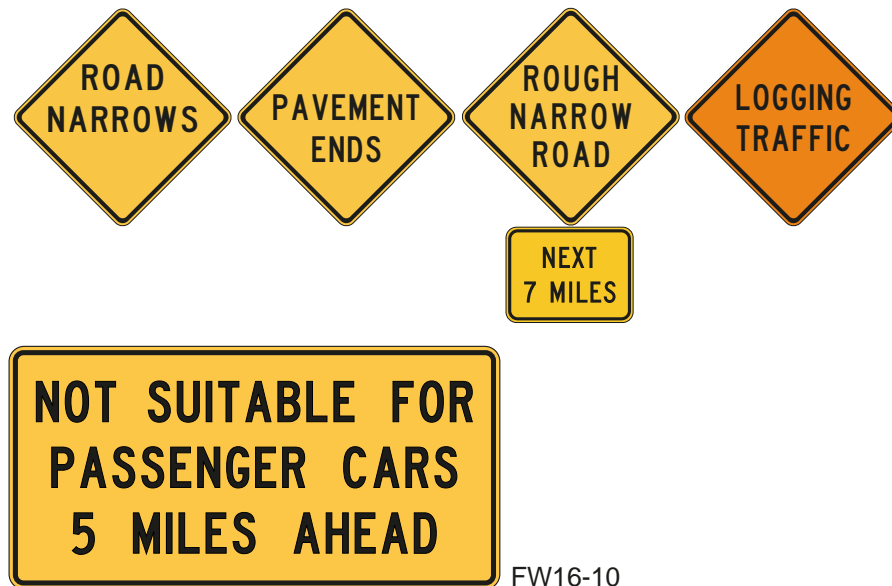 ROAD
NARROWS
PAVEMENT
ENDS
ROUGH
NARROW
ROAD
LOGGING
TRAFFIC
NEXT
7 MILES
NOT SUITABLE FOR
PASSENGER CARS
5 MILES AHEAD
FW16-10